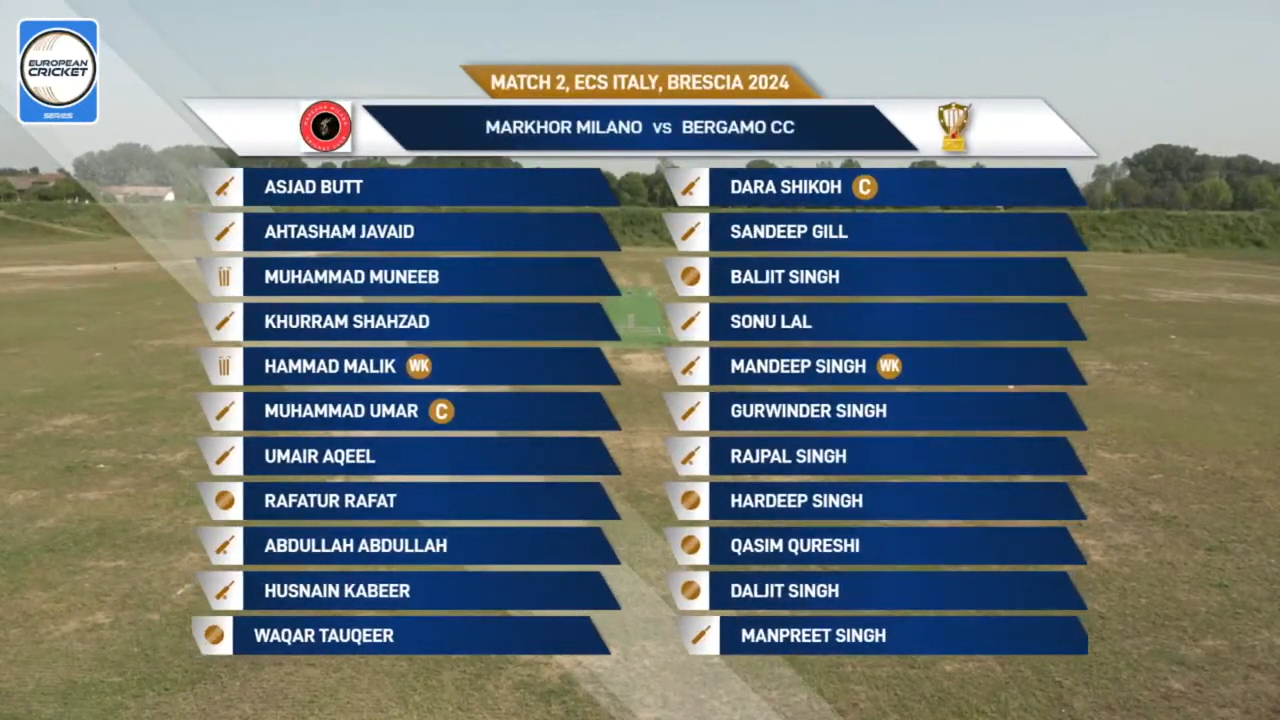 EUROPEAN
CRICKET
SERIES
MATCH 2, ECS ITALY, BRESCIA 2024
MARKHOR MILANO VS BERGAMO CC
ASJAD BUTT
DARA SHIKOH C
AHTASHAM JAVAID
SANDEEP GILL
MUHAMMAD MUNEEB
BALJIT SINGH
KHURRAM SHAHZAD
SONU LAL
HAMMAD MALIK WK
MANDEEP SINGH WK
MUHAMMAD UMAR C
GURWINDER SINGH
UMAIR AQEEL
RAJPAL SINGH
RAFATUR RAFAT
HARDEEP SINGH
ABDULLAH ABDULLAH
QASIM QURESHI
HUSNAIN KABEER
DALJIT SINGH
WAQAR TAUQEER
MANPREET SINGH